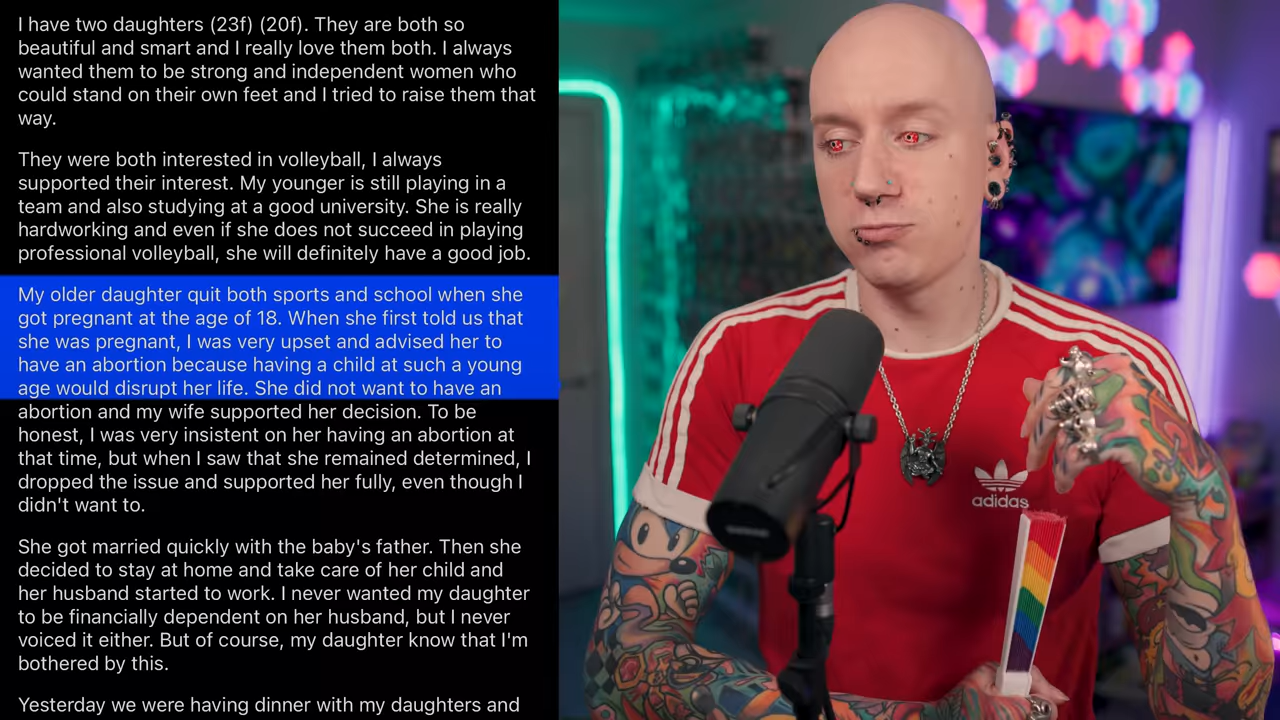 I have two daughters (23f) (20f). They are both so
beautiful and smart and I really love them both. I always
wanted them to be strong and independent women who
could stand on their own feet and I tried to raise them that
way.
They were both interested in volleyball, I always
supported their interest. My younger is still playing in a
team and also studying at a good university. She is really
hardworking and even if she does not succeed in playing
professional volleyball, she will definitely have a good job.
My older daughter quit both sports and school when she
got pregnant at the age of 18. When she first told us that
she was pregnant, I was very upset and advised her to
have an abortion because having a child at such a young
age would disrupt her life. She did not want to have an
abortion and my wife supported her decision. To be
honest, I was very insistent on her having an abortion at
that time, but when I saw that she remained determined, I
dropped the issue and supported her fully, even though I
didn't want to.
She got married quickly with the baby's father. Then she
decided to stay at home and take care of her child and
her husband started to work. I never wanted my daughter
to be financially dependent on her husband, but I never
voiced it either. But of course, my daughter know that I'm
bothered by this.
Yesterday we were having dinner with my daughters and
adidas